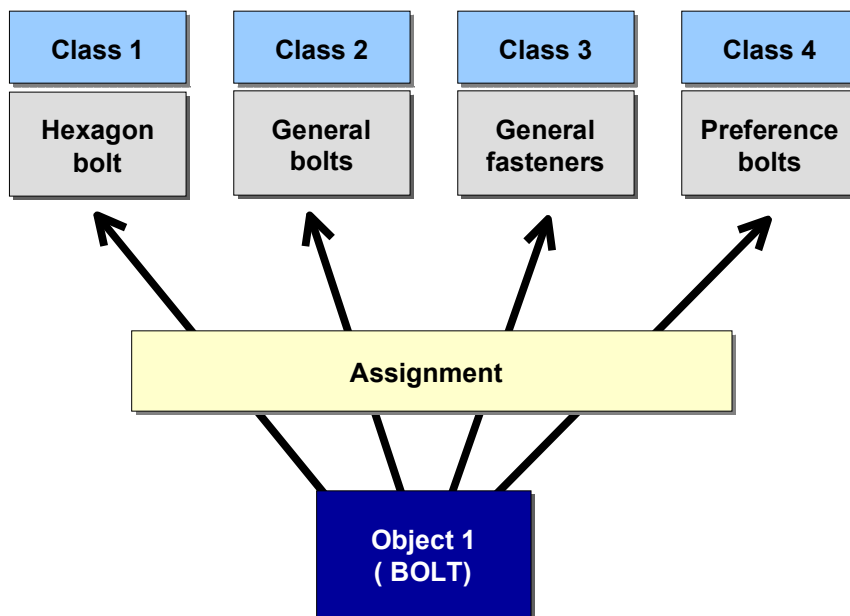 Class 1
Class 2
Class 3
Class 4
Hexagon
bolt
General
bolts
General
fasteners
Preference
bolts
Assignment
Object 1
( BOLT)